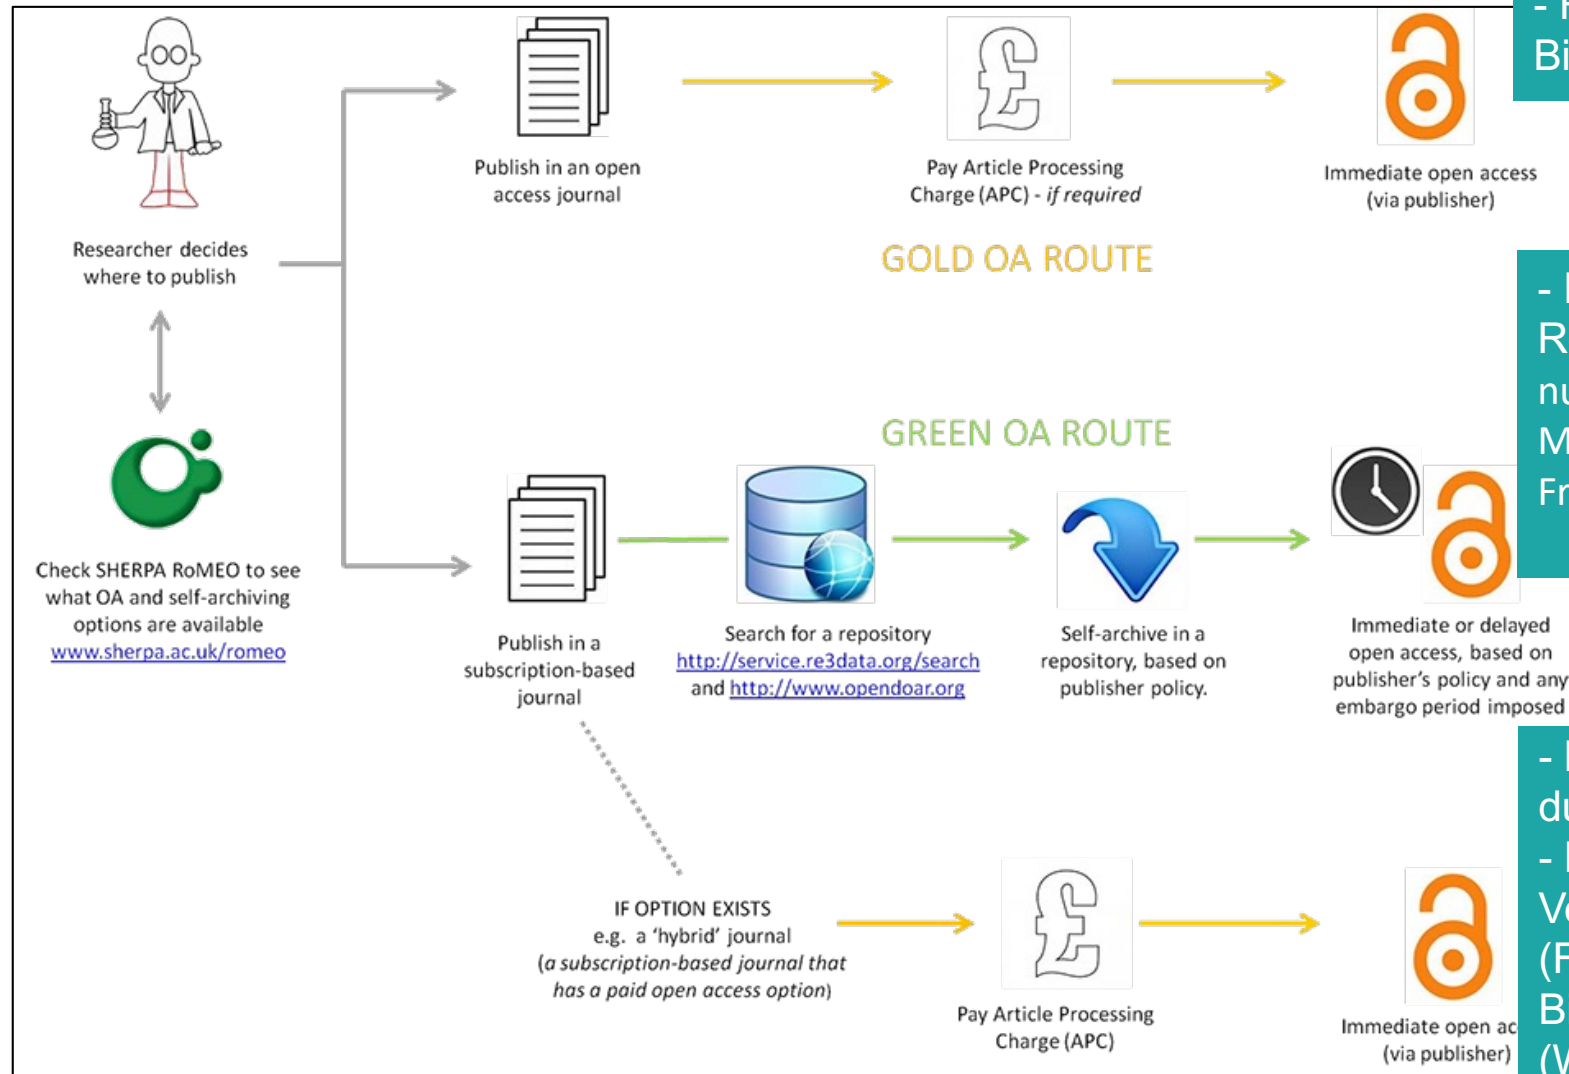 Researcher decides
where to publish
Check SHERPA RoMEO to see
what OA and self-archiving
options are available
www.sherpa.ac.uk/romeo
Publish in an open
access journal
Pay Article Processing
Charge (APC) - if required
Immediate open access
(via publisher)
GOLD OA ROUTE
GREEN OA ROUTE
Publish in a
subscription-based
journal
Search for a repository
http://service.re3data.org/search
and http://www.opendoar.org
Self-archive in a
repository, based on
publisher policy.
Immediate or delayed
open access, based on
publisher's policy and any
embargo period imposed
IF OPTION EXISTS
e.g. a 'hybrid' journal
(a subscription-based journal that
has a paid open access option)
Pay Article Processing
Charge (APC)
Immediate open
(via publisher)